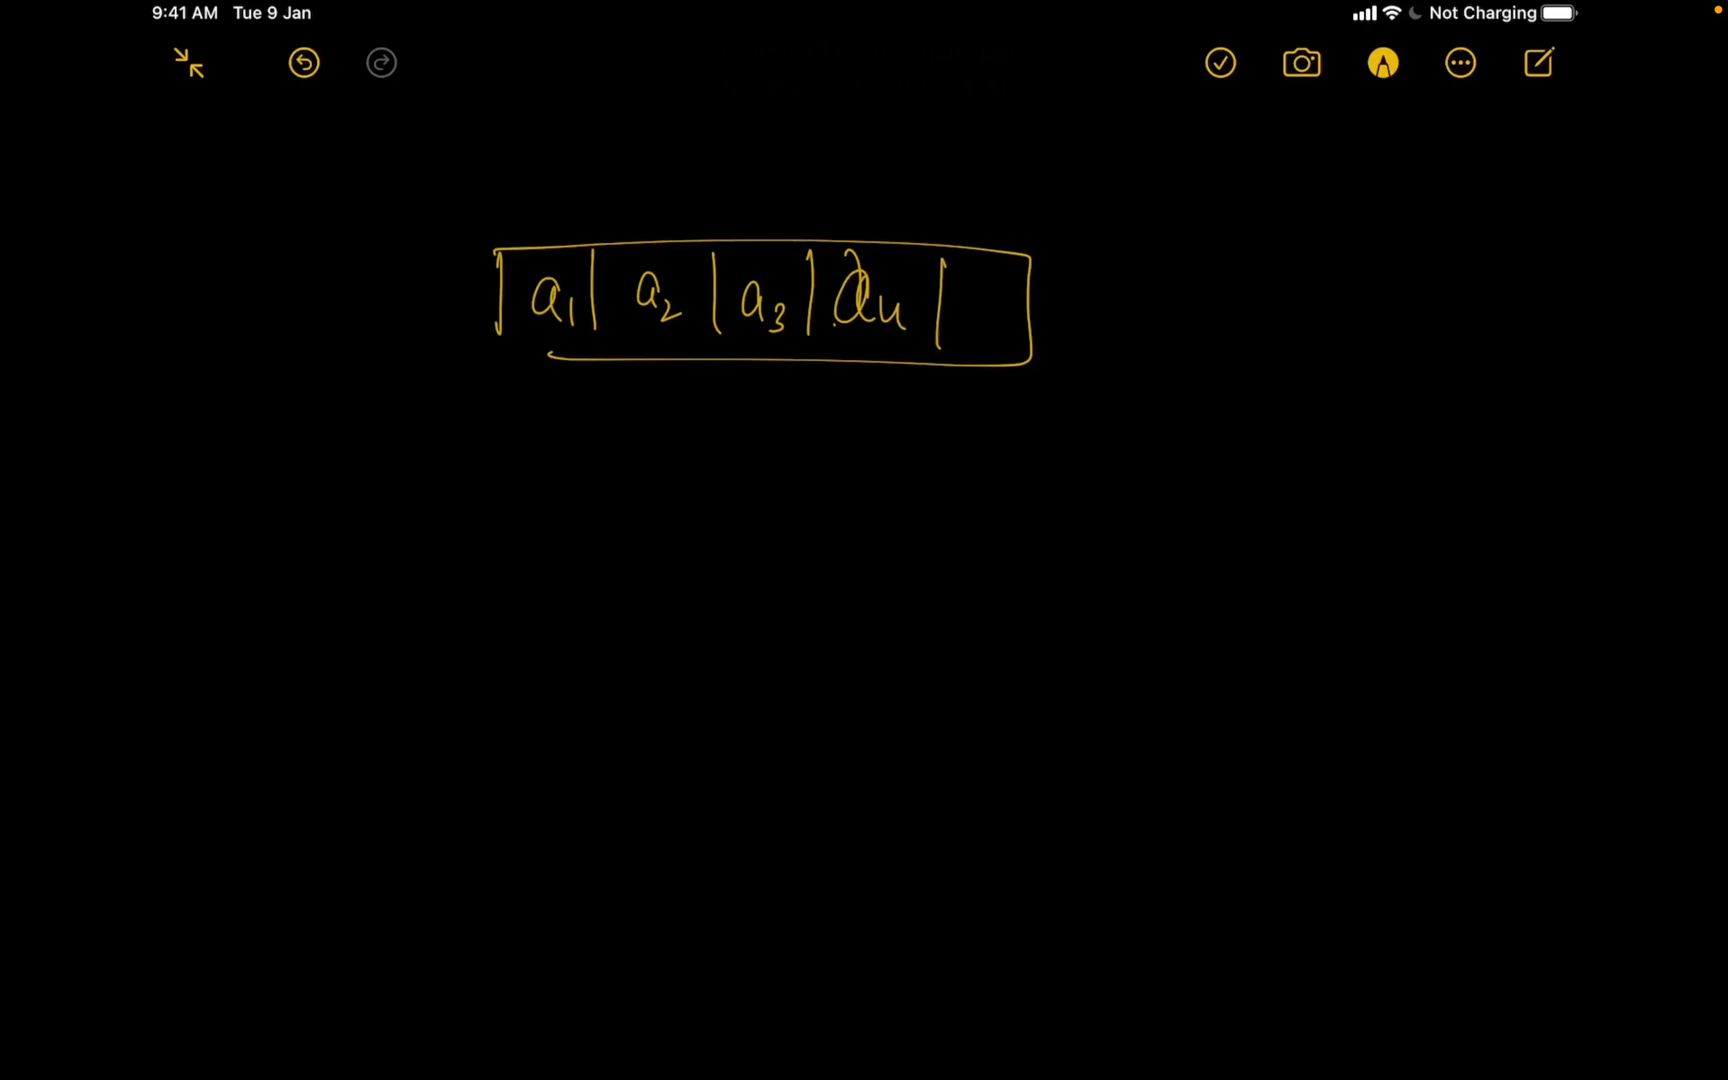 9:41 AM Tue 9 Jan Not Charging
a₁ | a₂ | a₃ | a₄ |